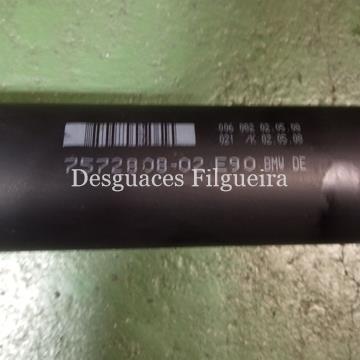 006 002 02.05.08
021 /K 02.05.08
7572808-02 E90 BMW DE
Desguaces Filgueira